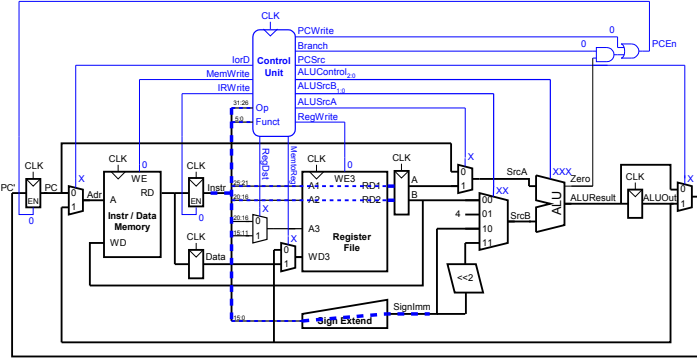 CLK
PCWrite
0
Branch
0
PCEn
IorD
Control
Unit
PCSrc
MemWrite
ALUControl2:0
IRWrite
ALUSrcB1:0
31:26
Op
ALUSrcA
5:0
Funct
RegWrite
RegDst
MemtoReg
CLK
CLK
CLK
CLK
CLK
CLK
X
0
0
X
XX
XXX
X
PC'
PC
EN
0
0
1
Adr
WE
RD
A
Instr / Data
Memory
WD
EN
0
Instr
25:21
20:16
A1
A2
WE3
RD1
RD2
A
B
0
1
SrcA
Zero
ALU
ALUResult
ALUOut
0
1
20:16
15:11
X
0
1
A3
Register
File
4
00
01
10
11
SrcB
CLK
Data
X
0
1
WD3
<<2
SignImm
15:0
Sign Extend